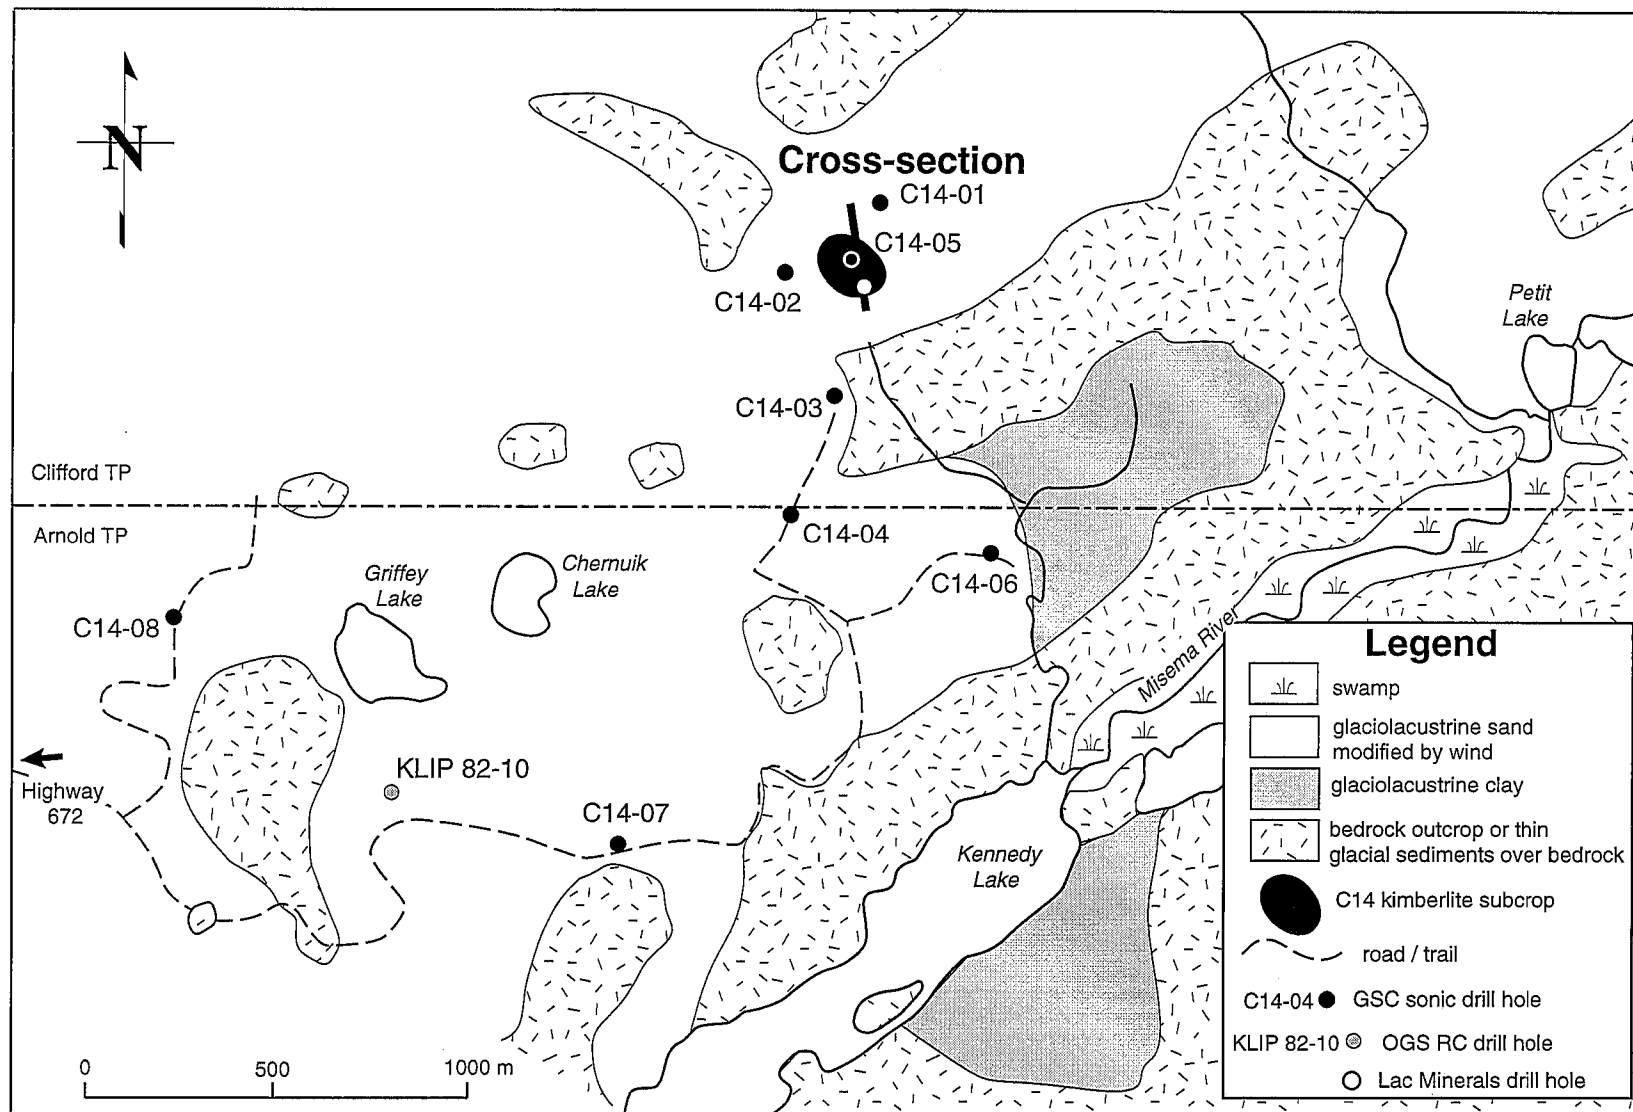 N
Cross-section
C14-01
C14-05
C14-02
Petit
Lake
C14-03
Clifford TP
Arnold TP
C14-04
Chernuik
Lake
Griffey
Lake
C14-06
C14-08
Misema River
KLIP 82-10
Highway
672
C14-07
Kennedy
Lake
0 500 1000 m
Legend
swamp
glaciolacustrine sand
modified by wind
glaciolacustrine clay
bedrock outcrop or thin
glacial sediments over bedrock
C14 kimberlite subcrop
road / trail
C14-04 GSC sonic drill hole
KLIP 82-10 OGS RC drill hole
Lac Minerals drill hole